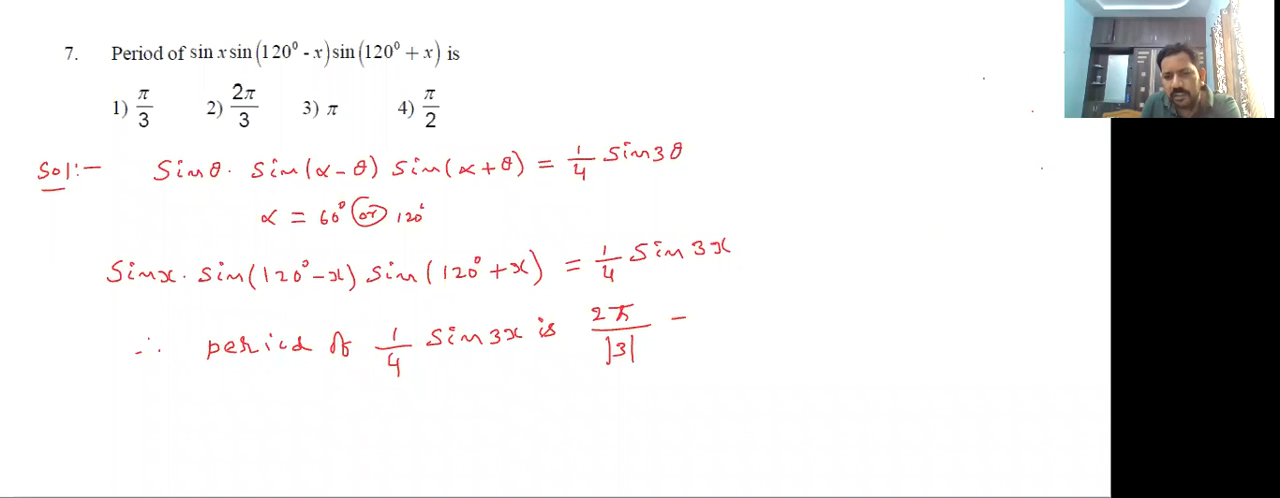 7. Period of sin x sin(120⁰ - x)sin(120⁰ + x) is
1) π/3 2) 2π/3 3) π 4) π/2
Sol:- Sinθ. Sin(α-θ) Sin(α+θ) = 1/4 Sin3θ
α = 60° or 120°
Sinx. Sin(120°-x) Sin(120°+x) = 1/4 Sin3x
∴ period of 1/4 Sin3x is 2π/|3| -